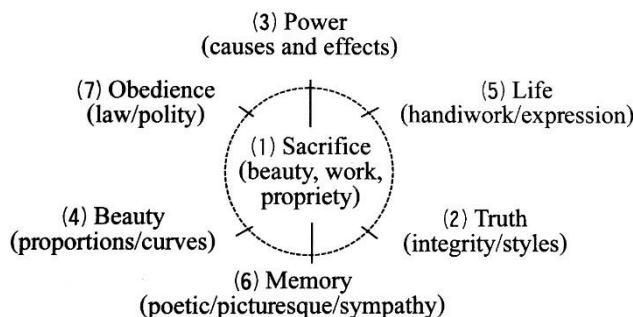 (3) Power
(causes and effects)
(7) Obedience
(law/polity)
(5) Life
(handiwork/expression)
(1) Sacrifice
(beauty, work,
propriety)
(4) Beauty
(proportions/curves)
(2) Truth
(integrity/styles)
(6) Memory
(poetic/picturesque/sympathy)